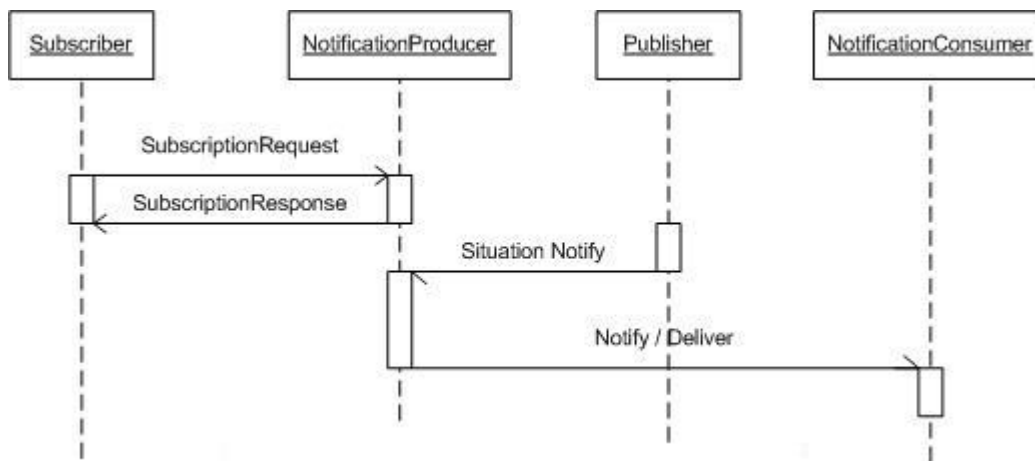 Subscriber
NotificationProducer
Publisher
NotificationConsumer
SubscriptionRequest
SubscriptionResponse
Situation Notify
Notify / Deliver